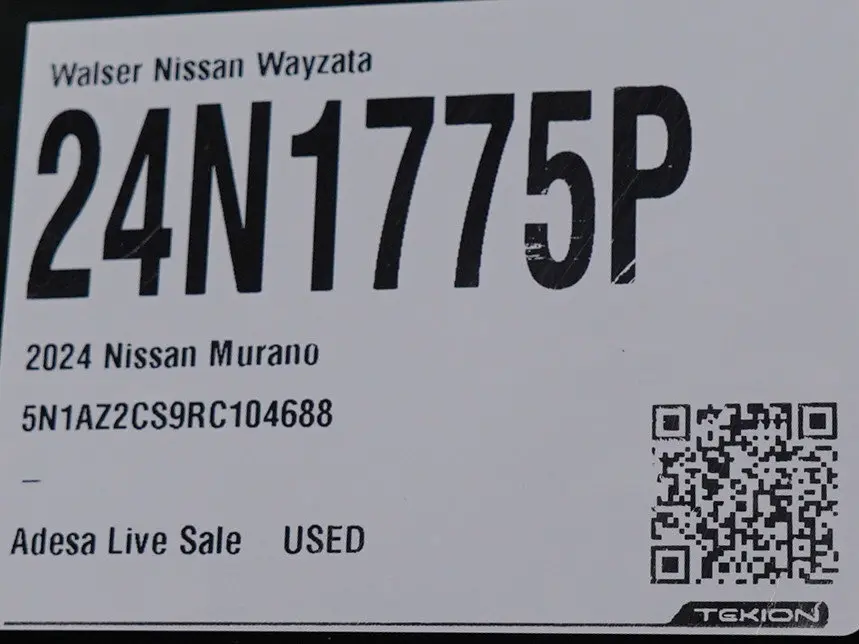 Walser Nissan Wayzata
24N1775P
2024 Nissan Murano
5N1AZ2CS9RC104688
–
Adesa Live Sale USED
TEKION